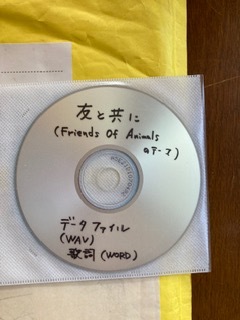 友と共に
(Friends Of Animals
のテーマ)
データファイル
(WAV)
歌詞(WORD)